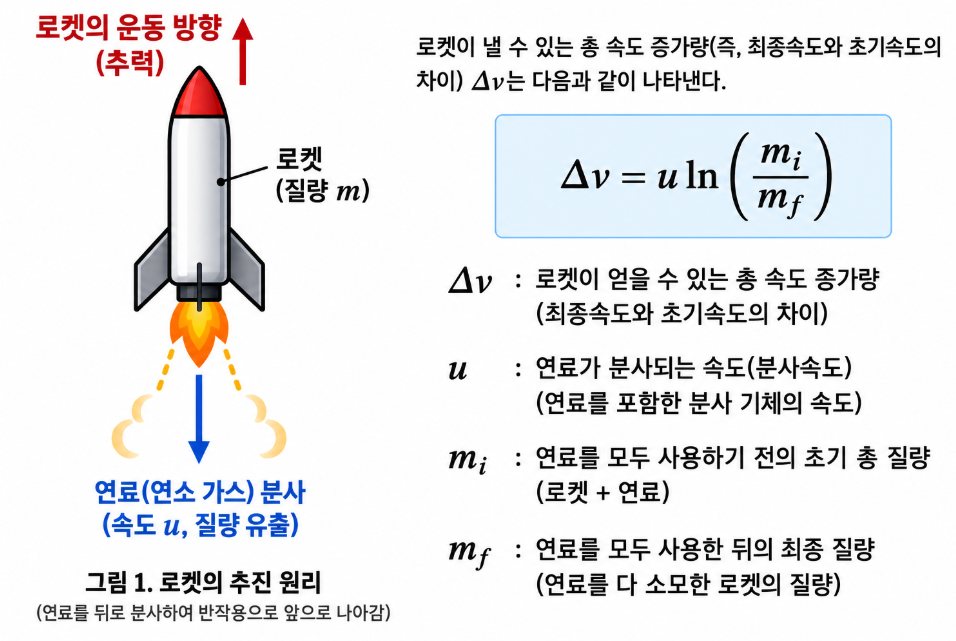 로켓의 운동 방향
(추력)
로켓
(질량 m)
연료(연소 가스) 분사
(속도 u, 질량 유출)
그림 1. 로켓의 추진 원리
(연료를 뒤로 분사하여 반작용으로 앞으로 나아감)
로켓이 낼 수 있는 총 속도 증가량(즉, 최종속도와 초기속도의
차이) Δv는 다음과 같이 나타낸다.
Δv = u ln(m_i / m_f)
Δv : 로켓이 얻을 수 있는 총 속도 종가량
(최종속도와 초기속도의 차이)
u : 연료가 분사되는 속도(분사속도)
(연료를 포함한 분사 기체의 속도)
m_i : 연료를 모두 사용하기 전의 초기 총 질량
(로켓 + 연료)
m_f : 연료를 모두 사용한 뒤의 최종 질량
(연료를 다 소모한 로켓의 질량)